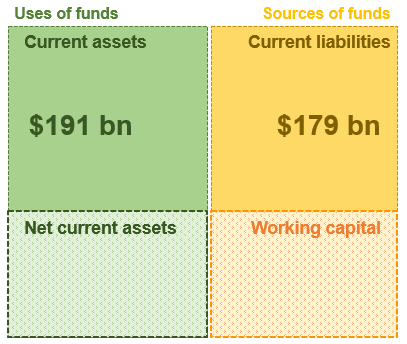 Uses of funds
Sources of funds
Current assets
Current liabilities
$191 bn
$179 bn
Net current assets
Working capital